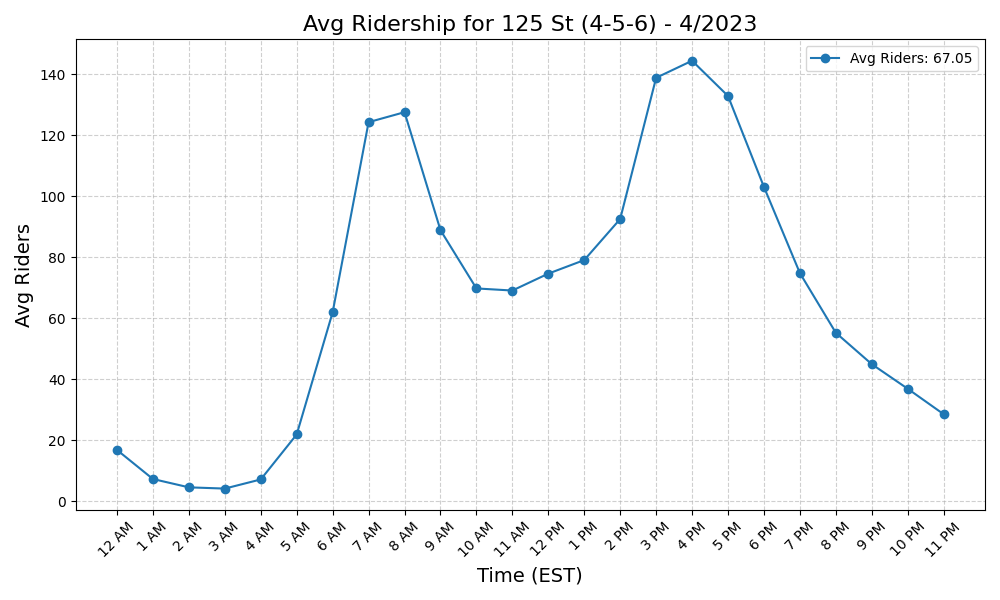 Avg Ridership for 125 St (4-5-6) - 4/2023
Avg Riders: 67.05
Avg Riders
140
120
100
80
60
40
20
0
12 AM
1 AM
2 AM
3 AM
4 AM
5 AM
6 AM
7 AM
8 AM
9 AM
10 AM
11 AM
12 PM
1 PM
2 PM
3 PM
4 PM
5 PM
6 PM
7 PM
8 PM
9 PM
10 PM
11 PM
Time (EST)